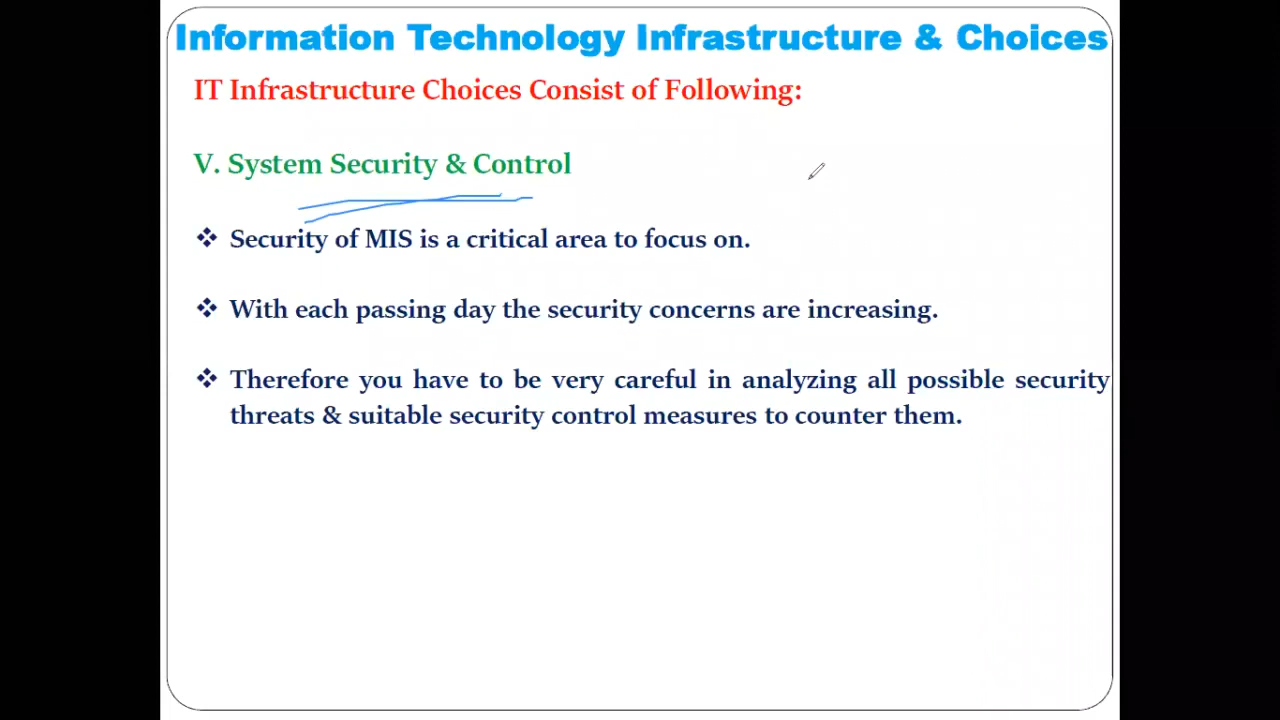 Information Technology Infrastructure & Choices
IT Infrastructure Choices Consist of Following:
V. System Security & Control
❖ Security of MIS is a critical area to focus on.
❖ With each passing day the security concerns are increasing.
❖ Therefore you have to be very careful in analyzing all possible security
threats & suitable security control measures to counter them.